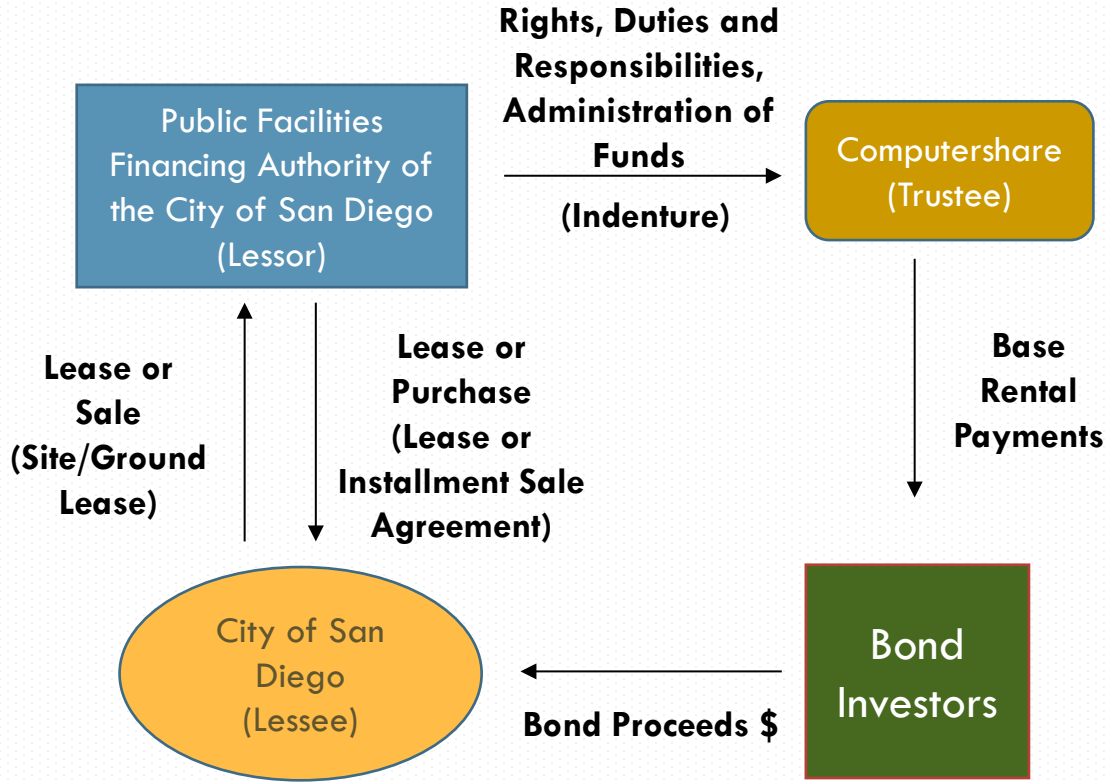 Public Facilities
Financing Authority of
the City of San Diego
(Lessor)
Rights, Duties and
Responsibilities,
Administration of
Funds
(Indenture)
Computershare
(Trustee)
Lease or
Sale
(Site/Ground
Lease)
Lease or
Purchase
(Lease or
Installment Sale
Agreement)
Base
Rental
Payments
City of San
Diego
(Lessee)
Bond Proceeds $
Bond
Investors